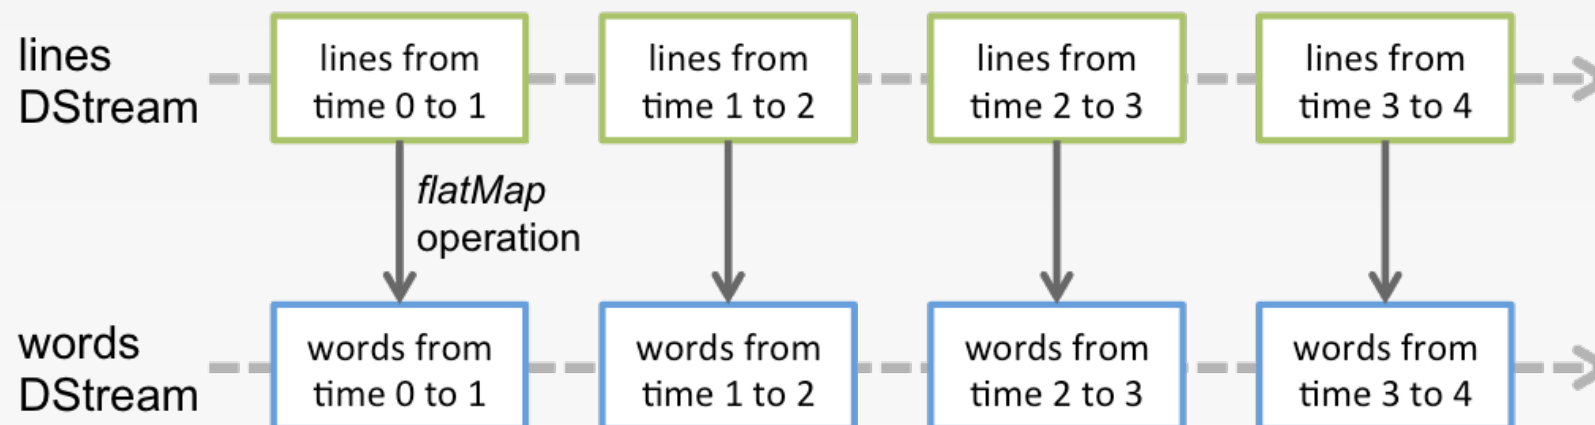 lines
DStream
lines from
time 0 to 1
lines from
time 1 to 2
lines from
time 2 to 3
lines from
time 3 to 4
flatMap
operation
words
DStream
words from
time 0 to 1
words from
time 1 to 2
words from
time 2 to 3
words from
time 3 to 4